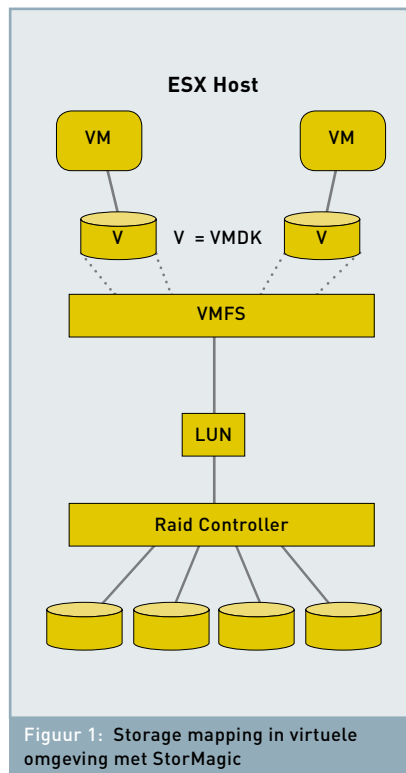 ESX Host
VM VM
V V = VMDK V
VMFS
LUN
Raid Controller
Figuur 1: Storage mapping in virtuele
omgeving met StorMagic